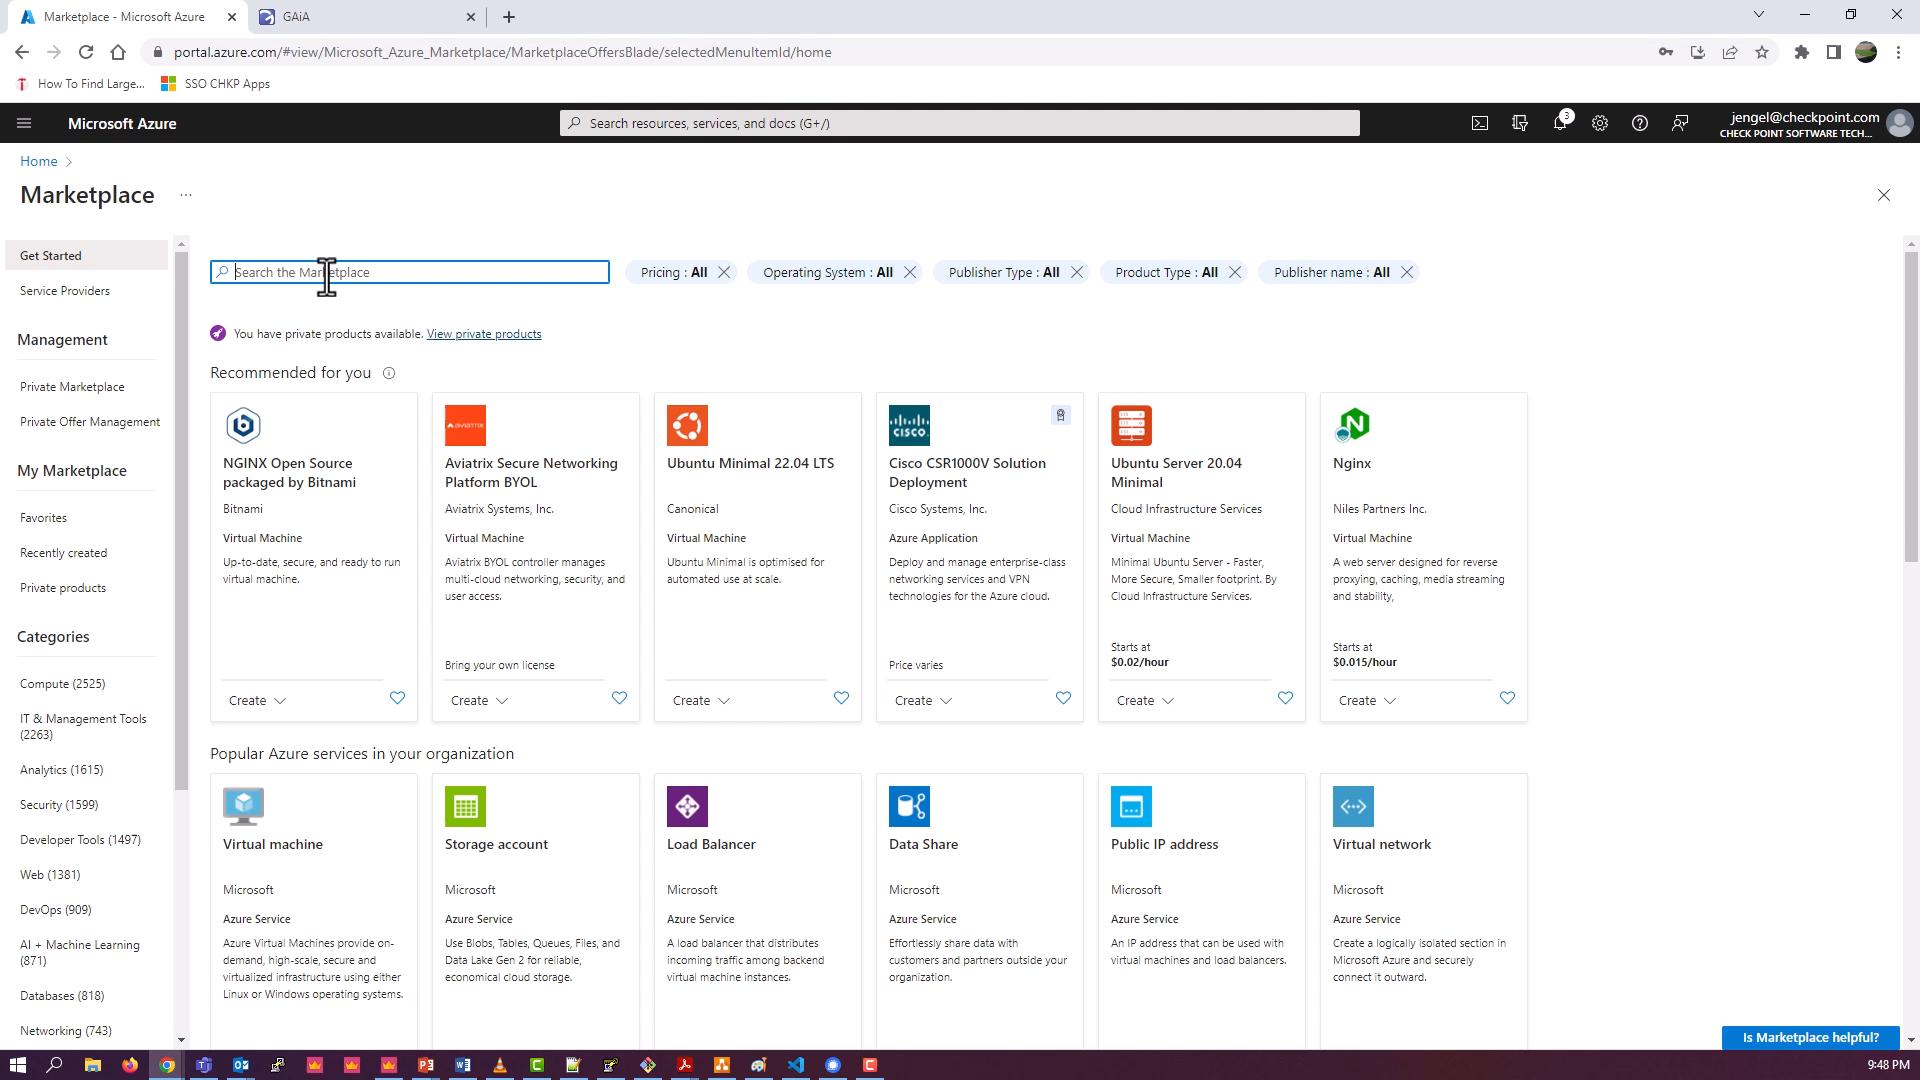 Marketplace - Microsoft Azure
GAiA
portal.azure.com/#view/Microsoft_Azure_Marketplace/MarketplaceOffersBlade/selectedMenuItemId/home
How To Find Large...
SSO CHKP Apps
Microsoft Azure
Search resources, services, and docs (G+/)
3
jengel@checkpoint.com
CHECK POINT SOFTWARE TECH...
Home
Marketplace
...
Get Started
Service Providers
Management
Private Marketplace
Private Offer Management
My Marketplace
Favorites
Recently created
Private products
Categories
Compute (2525)
IT & Management Tools
(2263)
Analytics (1615)
Security (1599)
Developer Tools (1497)
Web (1381)
DevOps (909)
AI + Machine Learning
(871)
Databases (818)
Networking (743)
Search the Marketplace
Pricing : All
Operating System : All
Publisher Type : All
Product Type : All
Publisher name : All
You have private products available. View private products
Recommended for you
NGINX Open Source
packaged by Bitnami
Bitnami
Virtual Machine
Up-to-date, secure, and ready to run
virtual machine.
Create
AVIATRIX
Aviatrix Secure Networking
Platform BYOL
Aviatrix Systems, Inc.
Virtual Machine
Aviatrix BYOL controller manages
multi-cloud networking, security, and
user access.
Bring your own license
Create
Ubuntu Minimal 22.04 LTS
Canonical
Virtual Machine
Ubuntu Minimal is optimised for
automated use at scale.
Create
CISCO
Cisco CSR1000V Solution
Deployment
Cisco Systems, Inc.
Azure Application
Deploy and manage enterprise-class
networking services and VPN
technologies for the Azure cloud.
Price varies
Create
Ubuntu Server 20.04
Minimal
Cloud Infrastructure Services
Virtual Machine
Minimal Ubuntu Server - Faster,
More Secure, Smaller footprint. By
Cloud Infrastructure Services.
Starts at
$0.02/hour
Create
Nginx
Niles Partners Inc.
Virtual Machine
A web server designed for reverse
proxying, caching, media streaming
and stability,
Starts at
$0.015/hour
Create
Popular Azure services in your organization
Virtual machine
Microsoft
Azure Service
Azure Virtual Machines provide on-
demand, high-scale, secure and
virtualized infrastructure using either
Linux or Windows operating systems.
Storage account
Microsoft
Azure Service
Use Blobs, Tables, Queues, Files, and
Data Lake Gen 2 for reliable,
economical cloud storage.
Load Balancer
Microsoft
Azure Service
A load balancer that distributes
incoming traffic among backend
virtual machine instances.
Data Share
Microsoft
Azure Service
Effortlessly share data with
customers and partners outside your
organization.
Public IP address
Microsoft
Azure Service
An IP address that can be used with
virtual machines and load balancers.
Virtual network
Microsoft
Azure Service
Create a logically isolated section in
Microsoft Azure and securely
connect it outward.
Is Marketplace helpful?
9:48 PM